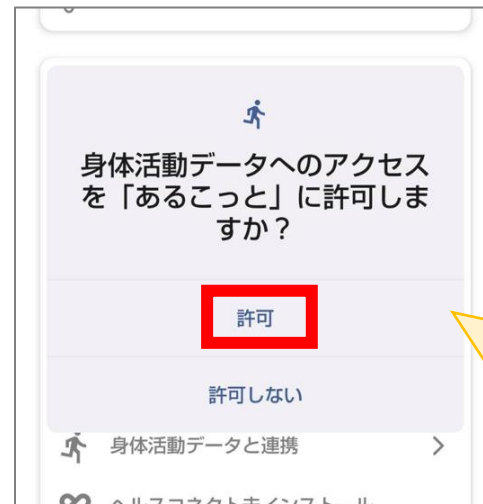 身体活動データへのアクセス
を「あるこっと」に許可しま
すか？
許可
許可しない
身体活動データと連携